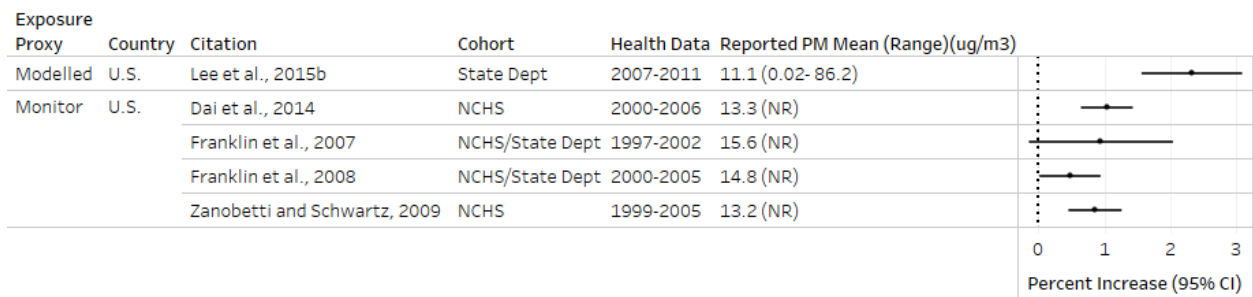 Exposure
Proxy Country Citation Cohort Health Data Reported PM Mean (Range)(ug/m3)
Modelled U.S. Lee et al., 2015b State Dept 2007-2011 11.1 (0.02- 86.2)
Monitor U.S. Dai et al., 2014 NCHS 2000-2006 13.3 (NR)
Franklin et al., 2007 NCHS/State Dept 1997-2002 15.6 (NR)
Franklin et al., 2008 NCHS/State Dept 2000-2005 14.8 (NR)
Zanobetti and Schwartz, 2009 NCHS 1999-2005 13.2 (NR)
0 1 2 3
Percent Increase (95% CI)